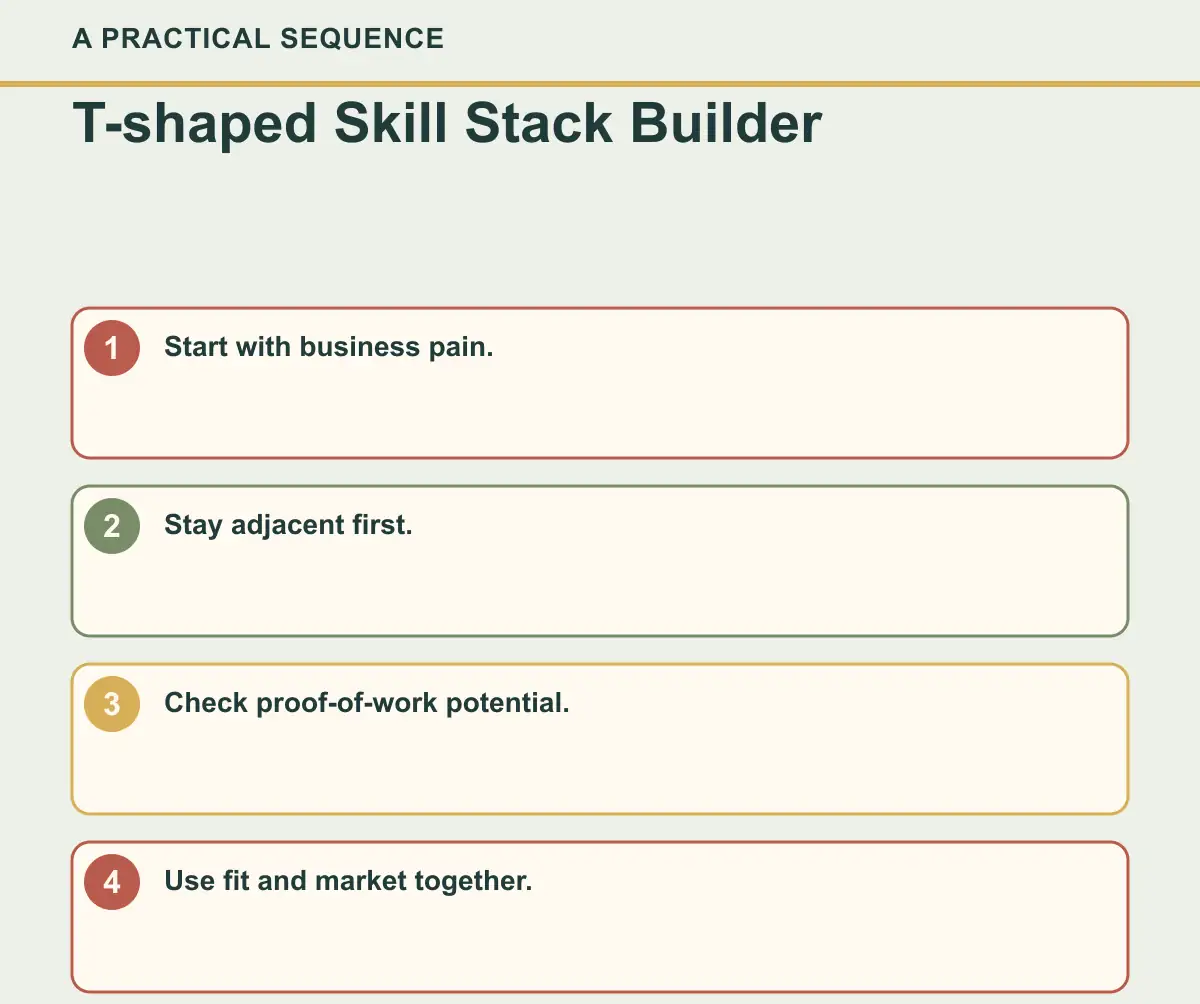 A PRACTICAL SEQUENCE
T-shaped Skill Stack Builder
1 Start with business pain.
2 Stay adjacent first.
3 Check proof-of-work potential.
4 Use fit and market together.